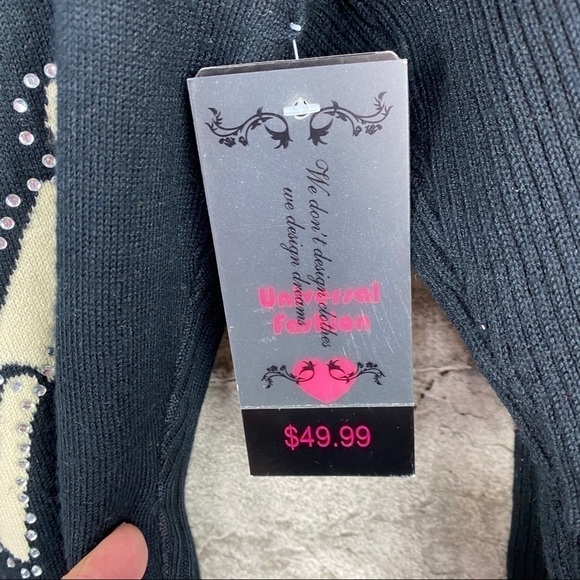 We don't design clothes
we design dreams
Universal
Fashion
$49.99